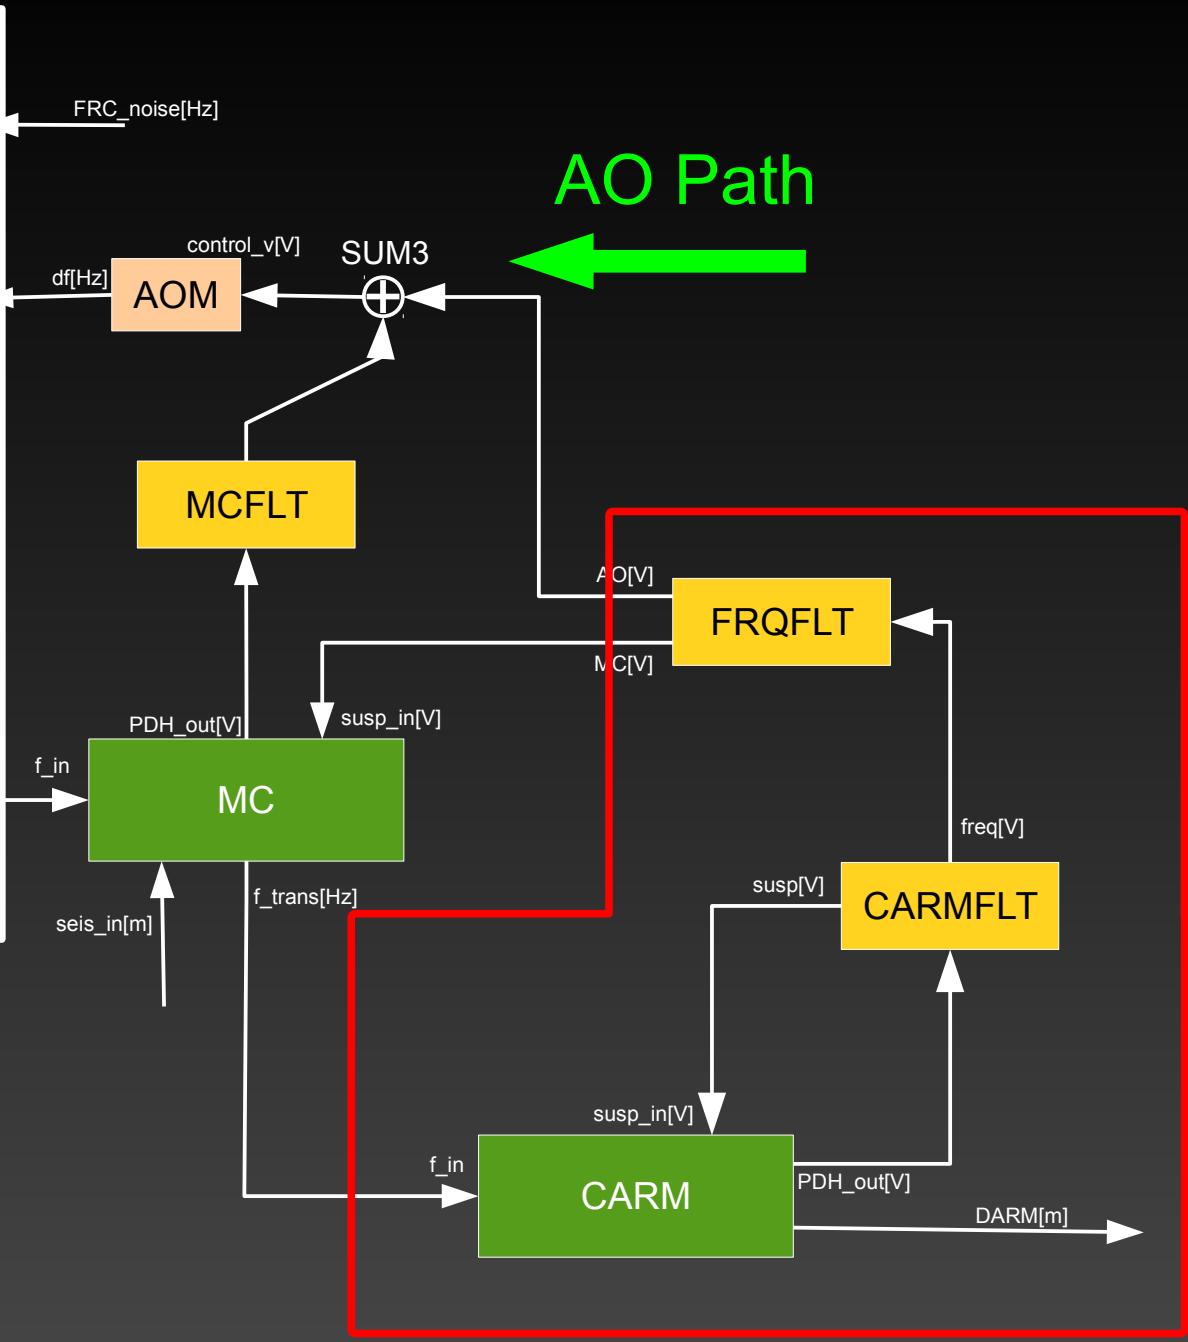 FRC_noise[Hz]
AO Path
control_v[V]
SUM3
df[Hz]
AOM
MCFLT
AO[V]
FRQFLT
MC[V]
PDH_out[V]
susp_in[V]
f_in
MC
freq[V]
susp[V]
f_trans[Hz]
CARMFLT
seis_in[m]
susp_in[V]
f_in
CARM
PDH_out[V]
DARM[m]